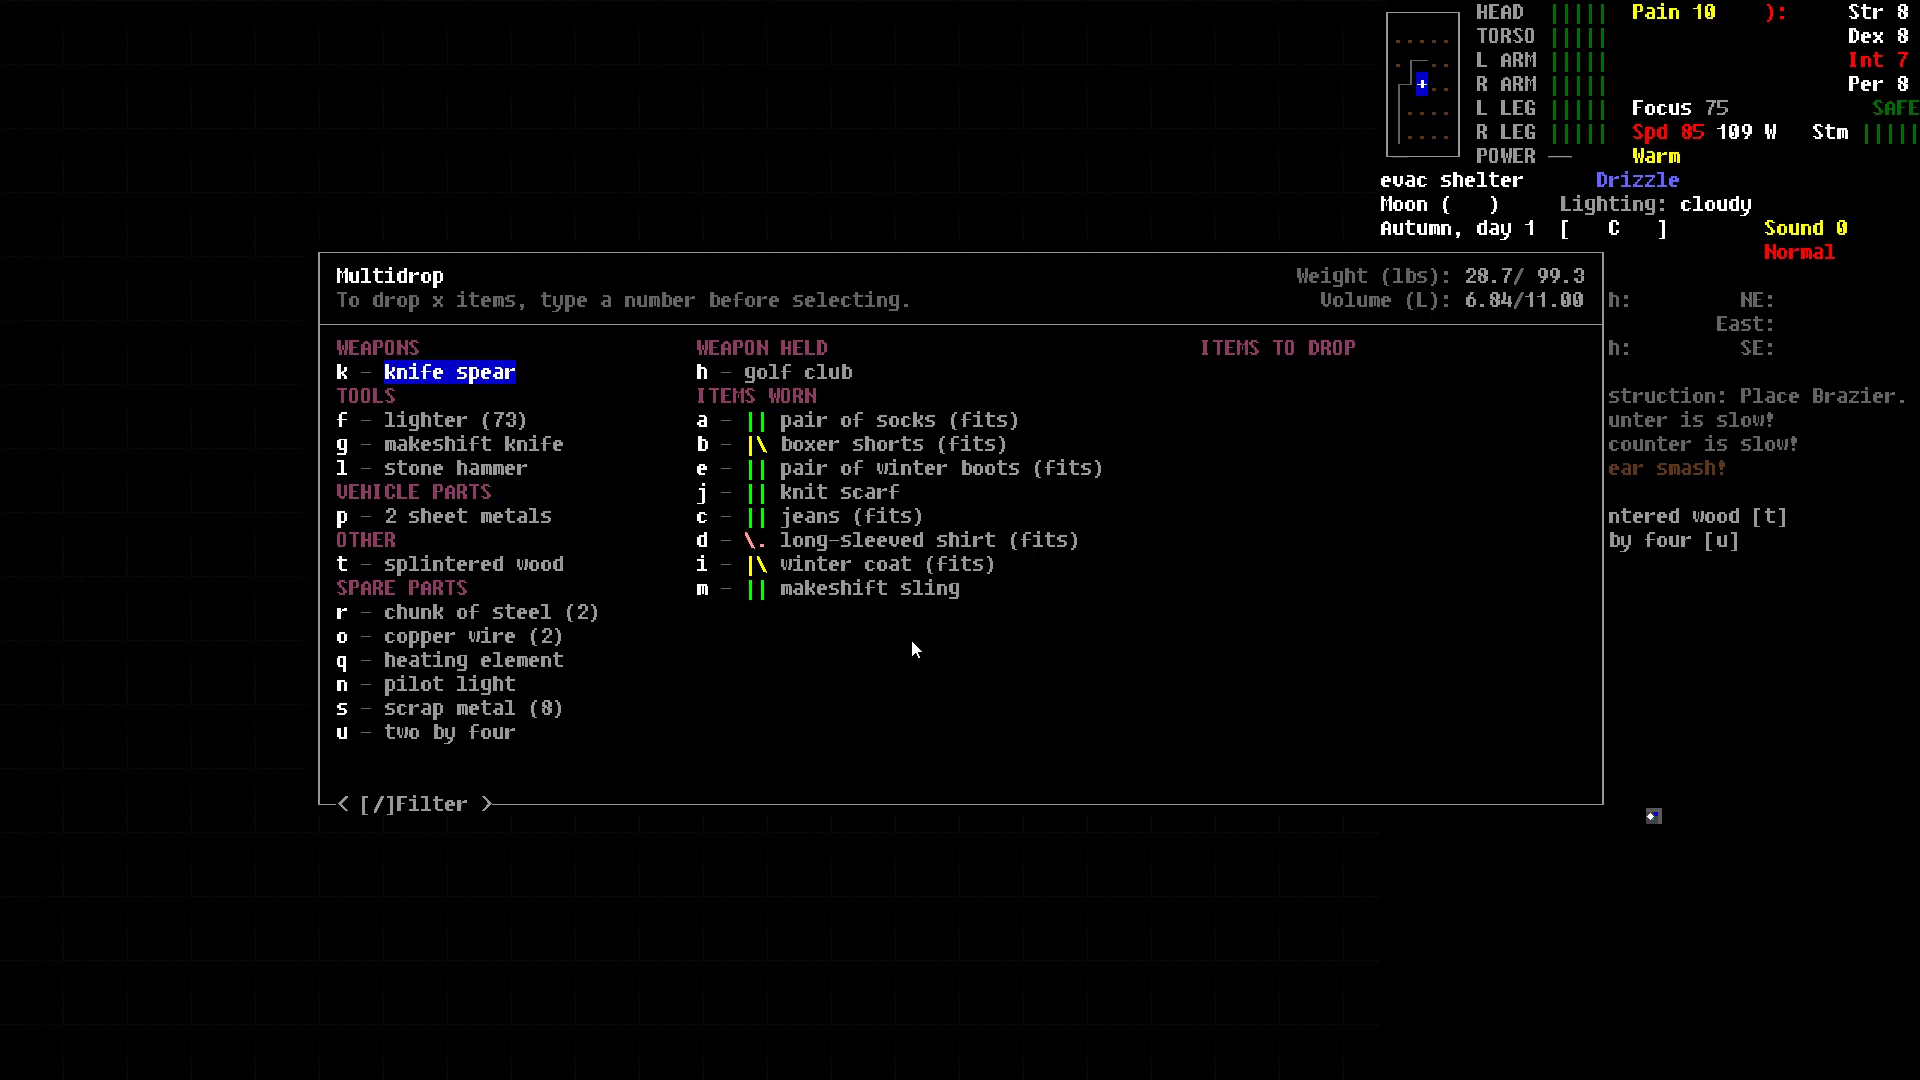 HEAD ||||| Pain 10 ): Str 8
TORSO ||||| Dex 8
L ARM ||||| Int 7
R ARM ||||| Per 8
L LEG ||||| Focus 75 SAFE
R LEG ||||| Spd 85 109 W Stm |||||
POWER — Warm
evac shelter Drizzle
Moon ( ) Lighting: cloudy
Autumn, day 1 [ C ] Sound 0
Normal
Multidrop Weight (lbs): 28.7/ 99.3
To drop x items, type a number before selecting. Volume (L): 6.84/11.00
h: NE:
East:
h: SE:
WEAPONS
k - knife spear
TOOLS
f - lighter (73)
g - makeshift knife
l - stone hammer
VEHICLE PARTS
p - 2 sheet metals
OTHER
t - splintered wood
SPARE PARTS
r - chunk of steel (2)
o - copper wire (2)
q - heating element
n - pilot light
s - scrap metal (8)
u - two by four
WEAPON HELD
h - golf club
ITEMS WORN
a - || pair of socks (fits)
b - |\ boxer shorts (fits)
e - || pair of winter boots (fits)
j - || knit scarf
c - || jeans (fits)
d - \. long-sleeved shirt (fits)
i - |\ winter coat (fits)
m - || makeshift sling
ITEMS TO DROP
struction: Place Brazier.
unter is slow!
counter is slow!
ear smash!
ntered wood [t]
by four [u]
< [/]Filter >